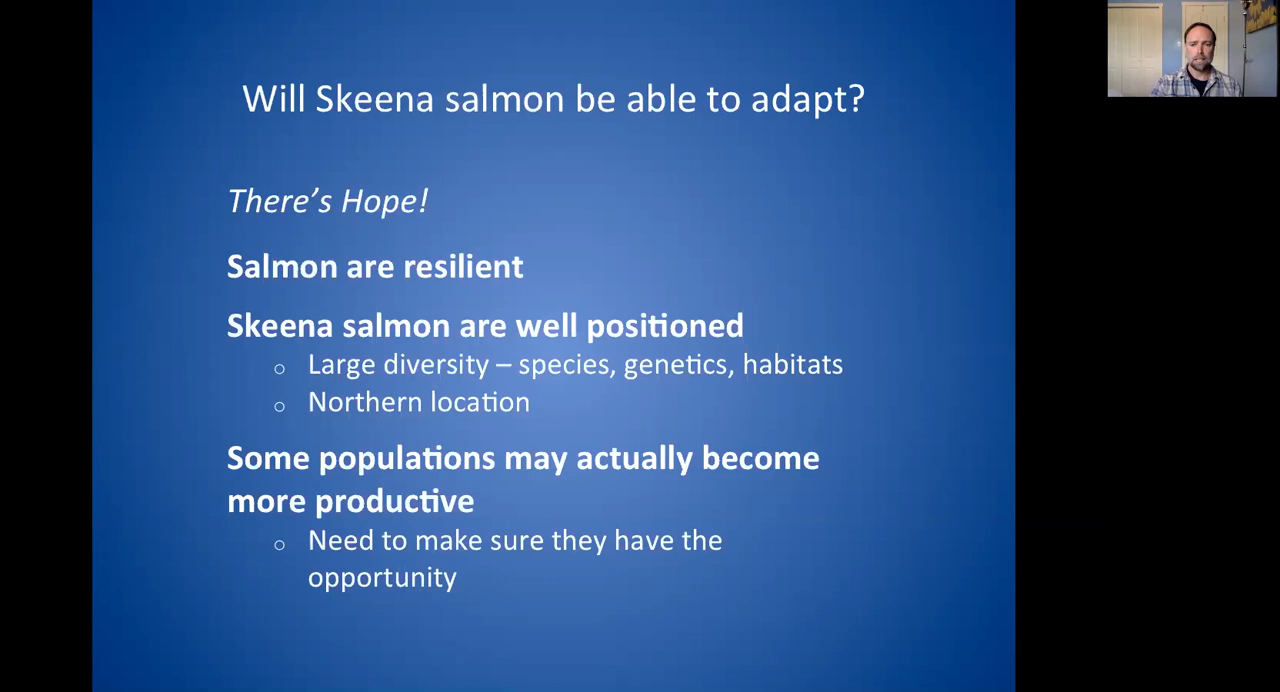 Will Skeena salmon be able to adapt?
There’s Hope!
Salmon are resilient
Skeena salmon are well positioned
○ Large diversity – species, genetics, habitats
○ Northern location
Some populations may actually become
more productive
○ Need to make sure they have the
opportunity